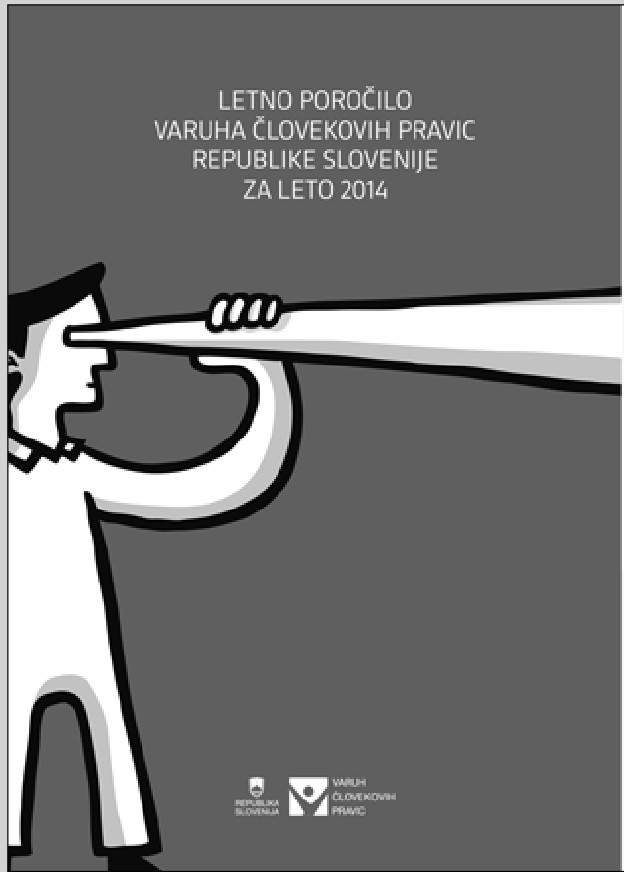 LETNO POROČILO
VARUHA ČLOVEKOVIH PRAVIC
REPUBLIKE SLOVENIJE
ZA LETO 2014
REPUBLIKA
SLOVENIJA
VARUH
ČLOVEKOVIH
PRAVIC